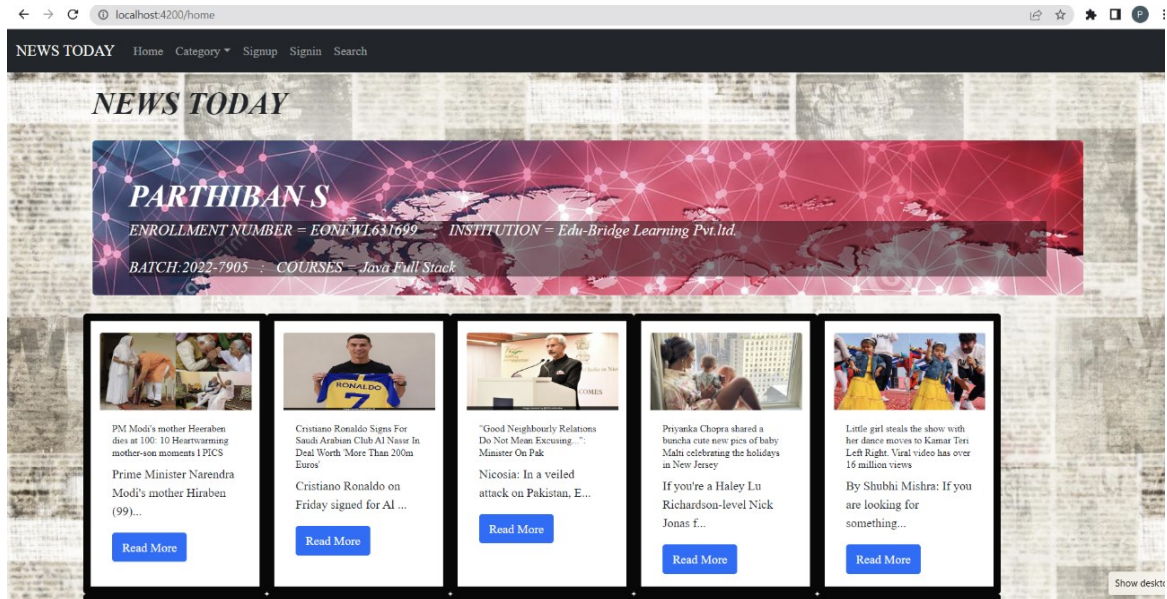 localhost:4200/home
P
NEWS TODAY Home Category Signup Signin Search
NEWS TODAY
PARTHIBAN S
ENROLLMENT NUMBER = EONFWL631699 : INSTITUTION = Edu-Bridge Learning Pvt.ltd.
BATCH:2022-7905 : COURSES = Java Full Stack
RONALDO
7
COMES
PM Modi's mother Heeraben
dies at 100: 10 Heartwarming
mother-son moments l PICS
Prime Minister Narendra
Modi's mother Hiraben
(99)...
Read More
Cristiano Ronaldo Signs For
Saudi Arabian Club Al Nassr In
Deal Worth 'More Than 200m
Euros'
Cristiano Ronaldo on
Friday signed for Al ...
Read More
"Good Neighbourly Relations
Do Not Mean Excusing...":
Minister On Pak
Nicosia: In a veiled
attack on Pakistan, E...
Read More
Priyanka Chopra shared a
buncha cute new pics of baby
Malti celebrating the holidays
in New Jersey
If you're a Haley Lu
Richardson-level Nick
Jonas f...
Read More
Little girl steals the show with
her dance moves to Kamar Teri
Left Right. Viral video has over
16 million views
By Shubhi Mishra: If you
are looking for
something...
Read More
Show deskto